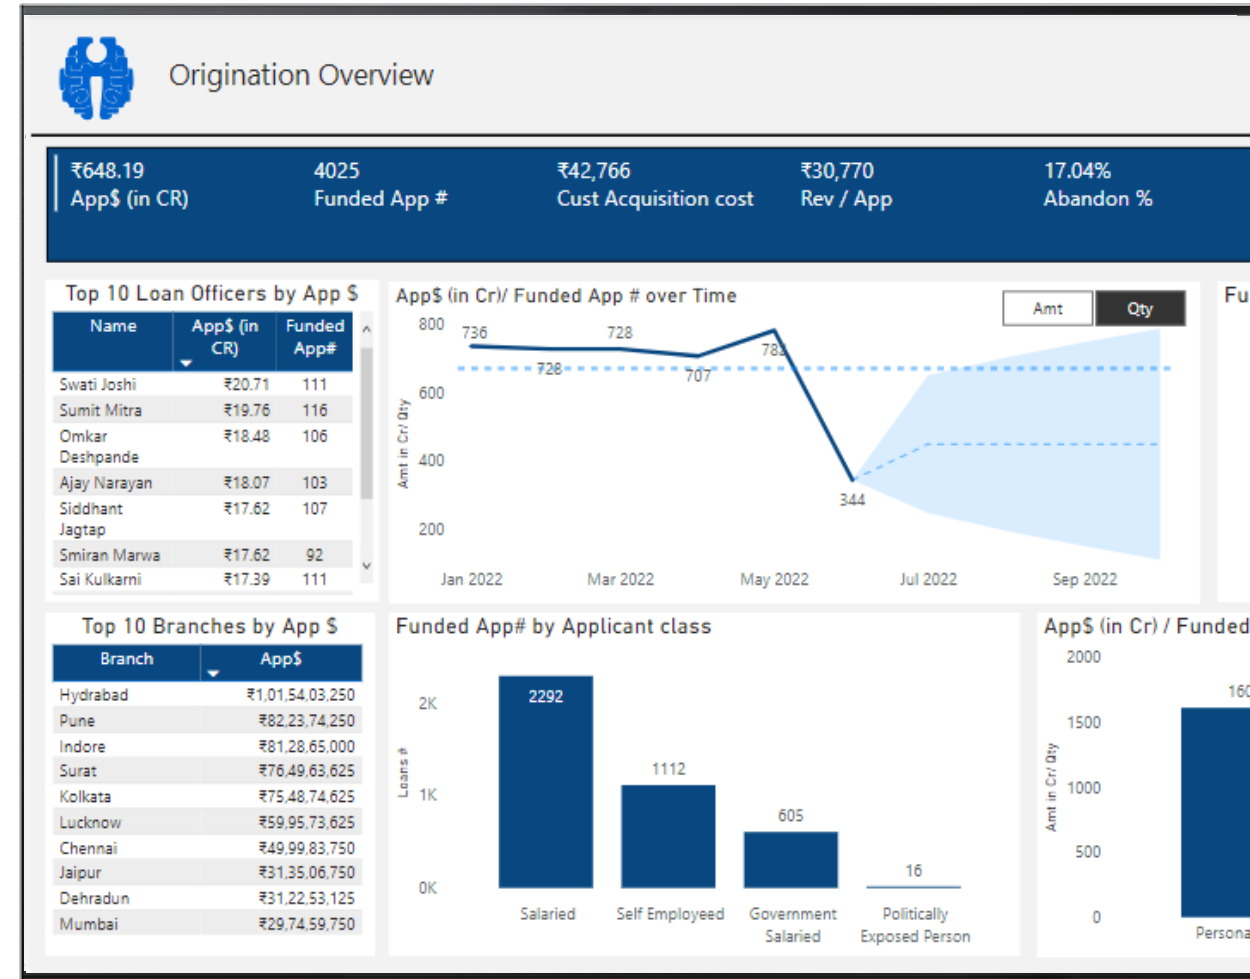 Origination Overview
₹648.19
App$ (in CR)
4025
Funded App #
₹42,766
Cust Acquisition cost
₹30,770
Rev / App
17.04%
Abandon %
Top 10 Loan Officers by App $
Name App$ (in CR) Funded App#
Swati Joshi ₹20.71 111
Sumit Mitra ₹19.76 116
Omkar Deshpande ₹18.48 106
Ajay Narayan ₹18.07 103
Siddhant Jagtap ₹17.62 107
Smiran Marwa ₹17.62 92
Sai Kulkarni ₹17.39 111
App$ (in Cr)/ Funded App # over Time
Amt Qty
Fu
Amt in Cr/ Qty
800
600
400
200
736
728
728
707
782
344
Jan 2022 Mar 2022 May 2022 Jul 2022 Sep 2022
Top 10 Branches by App $
Branch App$
Hydrabad ₹1,01,54,03,250
Pune ₹82,23,74,250
Indore ₹81,28,65,000
Surat ₹76,49,63,625
Kolkata ₹75,48,74,625
Lucknow ₹59,95,73,625
Chennai ₹49,99,83,750
Jaipur ₹31,35,06,750
Dehradun ₹31,22,53,125
Mumbai ₹29,74,59,750
Funded App# by Applicant class
Loans #
2K
1K
0K
2292
1112
605
16
Salaried Self Employeed Government Salaried Politically Exposed Person
App$ (in Cr) / Funded
Amt in Cr/ Qty
2000
1500
1000
500
0
160
Persona